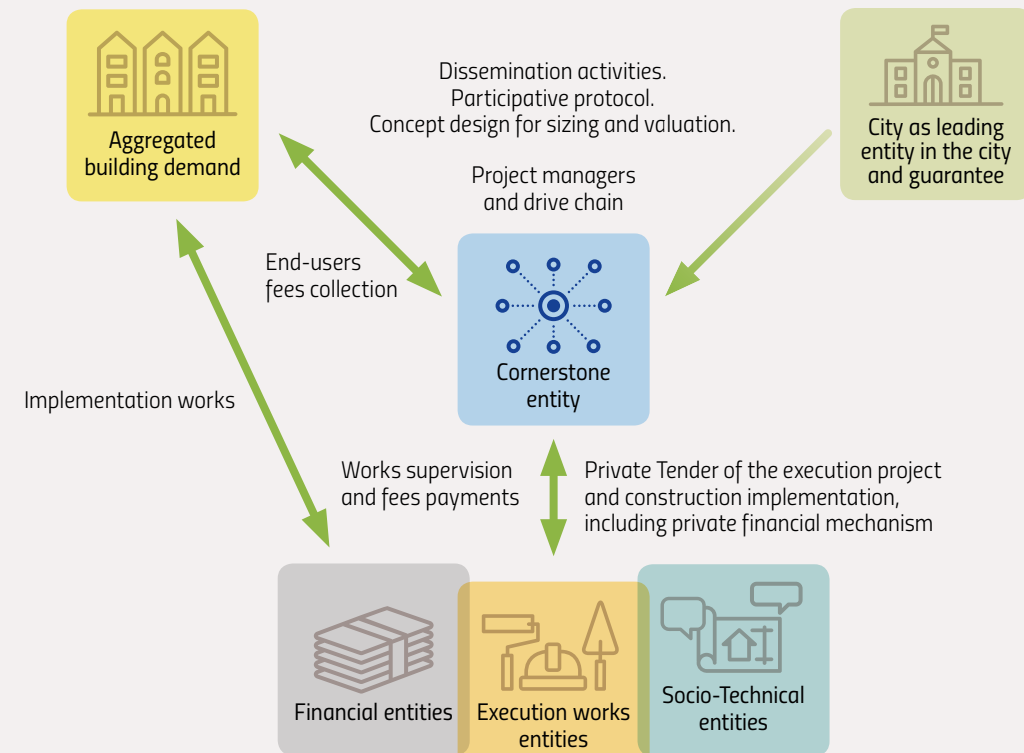 Aggregated
building demand
Dissemination activities.
Participative protocol.
Concept design for sizing and valuation.
City as leading
entity in the city
and guarantee
Project managers
and drive chain
End-users
fees collection
Cornerstone
entity
Implementation works
Works supervision
and fees payments
Private Tender of the execution project
and construction implementation,
including private financial mechanism
Financial entities
Execution works
entities
Socio-Technical
entities